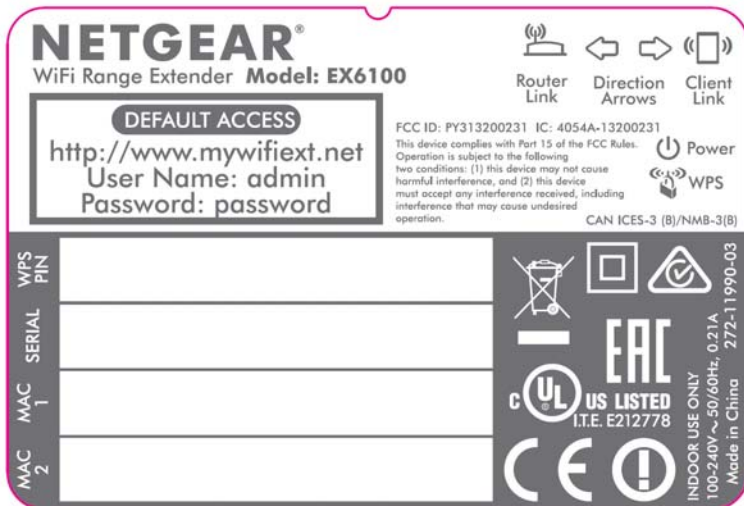 NETGEAR®
WiFi Range Extender Model: EX6100
DEFAULT ACCESS
http://www.mywifiext.net
User Name: admin
Password: password
Router Link
Direction Arrows
Client Link
FCC ID: PY313200231 IC: 4054A-13200231
This device complies with Part 15 of the FCC Rules.
Operation is subject to the following
two conditions: (1) this device may not cause
harmful interference, and (2) this device
must accept any interference received, including
interference that may cause undesired
operation.
Power
WPS
CAN ICES-3 (B)/NMB-3(B)
WPS PIN
SERIAL
MAC 1
MAC 2
EAC
C UL ® US LISTED
I.T.E. E212778
CE
INDOOR USE ONLY
100-240V~50/60Hz, 0.21A
Made in China 272-11990-03